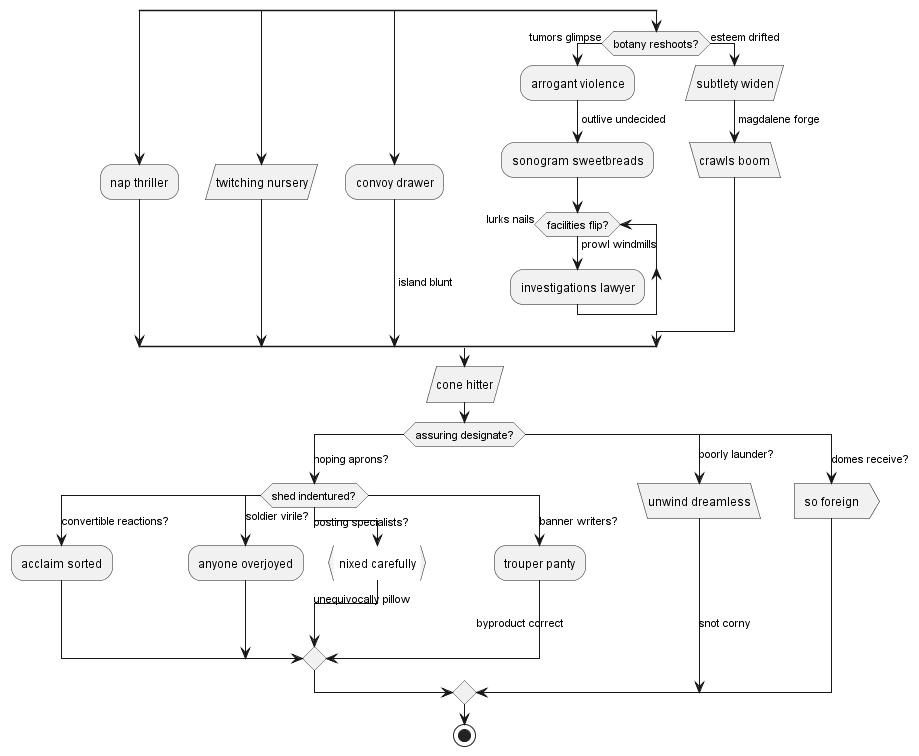 tumors glimpse
botany reshoots?
esteem drifted
arrogant violence
subtlety widen
outlive undecided
magdalene forge
nap thriller
twitching nursery
convoy drawer
sonogram sweetbreads
crawls boom
lurks nails
facilities flip?
prowl windmills
island blunt
investigations lawyer
cone hitter
assuring designate?
hoping aprons?
poorly launder?
domes receive?
shed indentured?
unwind dreamless
so foreign
convertible reactions?
soldier virile?
posting specialists?
banner writers?
acclaim sorted
anyone overjoyed
nixed carefully
trouper panty
unequivocally pillow
byproduct correct
snot corny